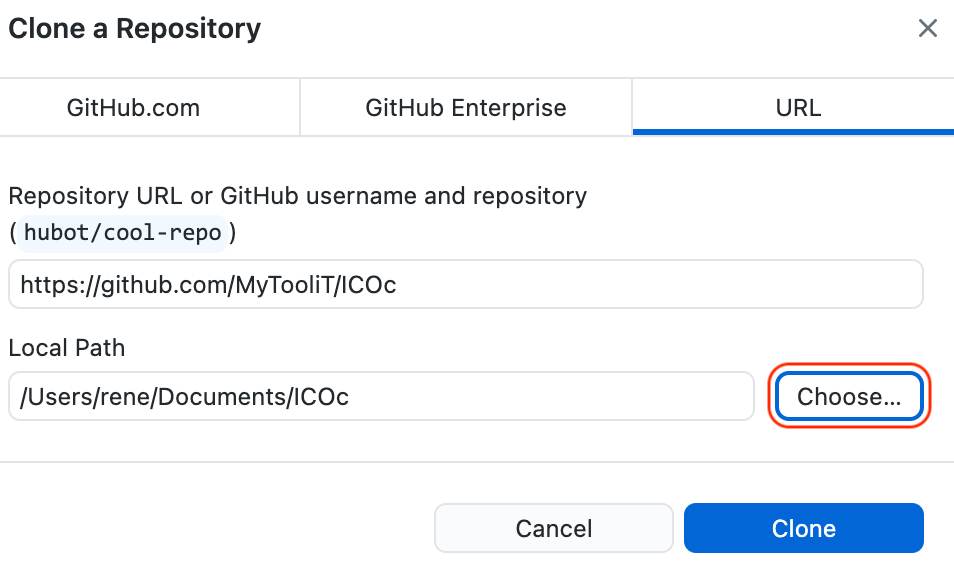 Clone a Repository
GitHub.com
GitHub Enterprise
URL
Repository URL or GitHub username and repository
(hubot/cool-repo)
https://github.com/MyTooliT/ICOc
Local Path
/Users/rene/Documents/ICOc
Choose...
Cancel
Clone